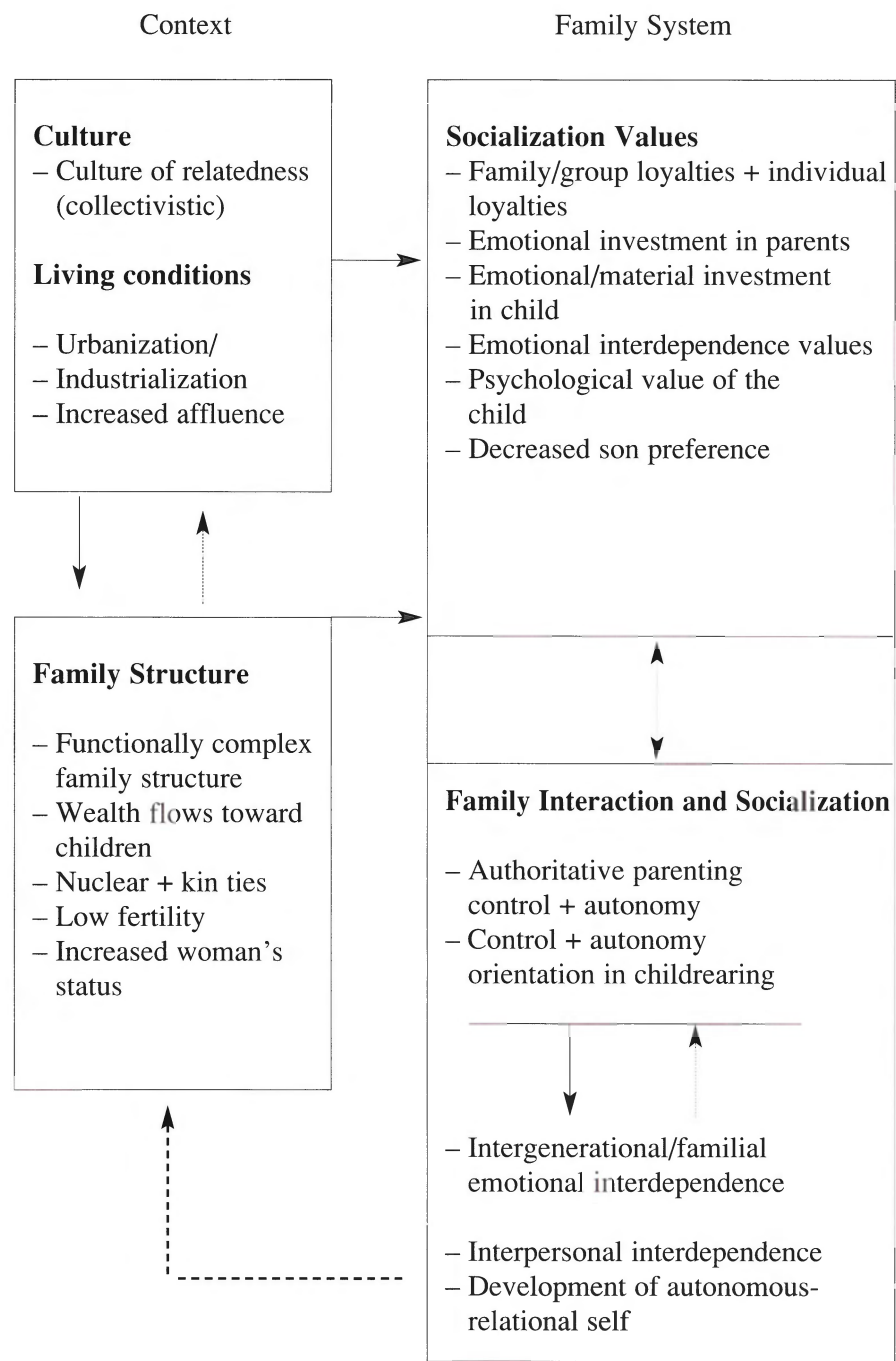 Context
Family System
Culture
– Culture of relatedness
(collectivistic)
Living conditions
– Urbanization/
– Industrialization
– Increased affluence
Socialization Values
– Family/group loyalties + individual
loyalties
– Emotional investment in parents
– Emotional/material investment
in child
– Emotional interdependence values
– Psychological value of the
child
– Decreased son preference
Family Structure
– Functionally complex
family structure
– Wealth flows toward
children
– Nuclear + kin ties
– Low fertility
– Increased woman's
status
Family Interaction and Socialization
– Authoritative parenting
control + autonomy
– Control + autonomy
orientation in childrearing
– Intergenerational/familial
emotional interdependence
– Interpersonal interdependence
– Development of autonomous-
relational self